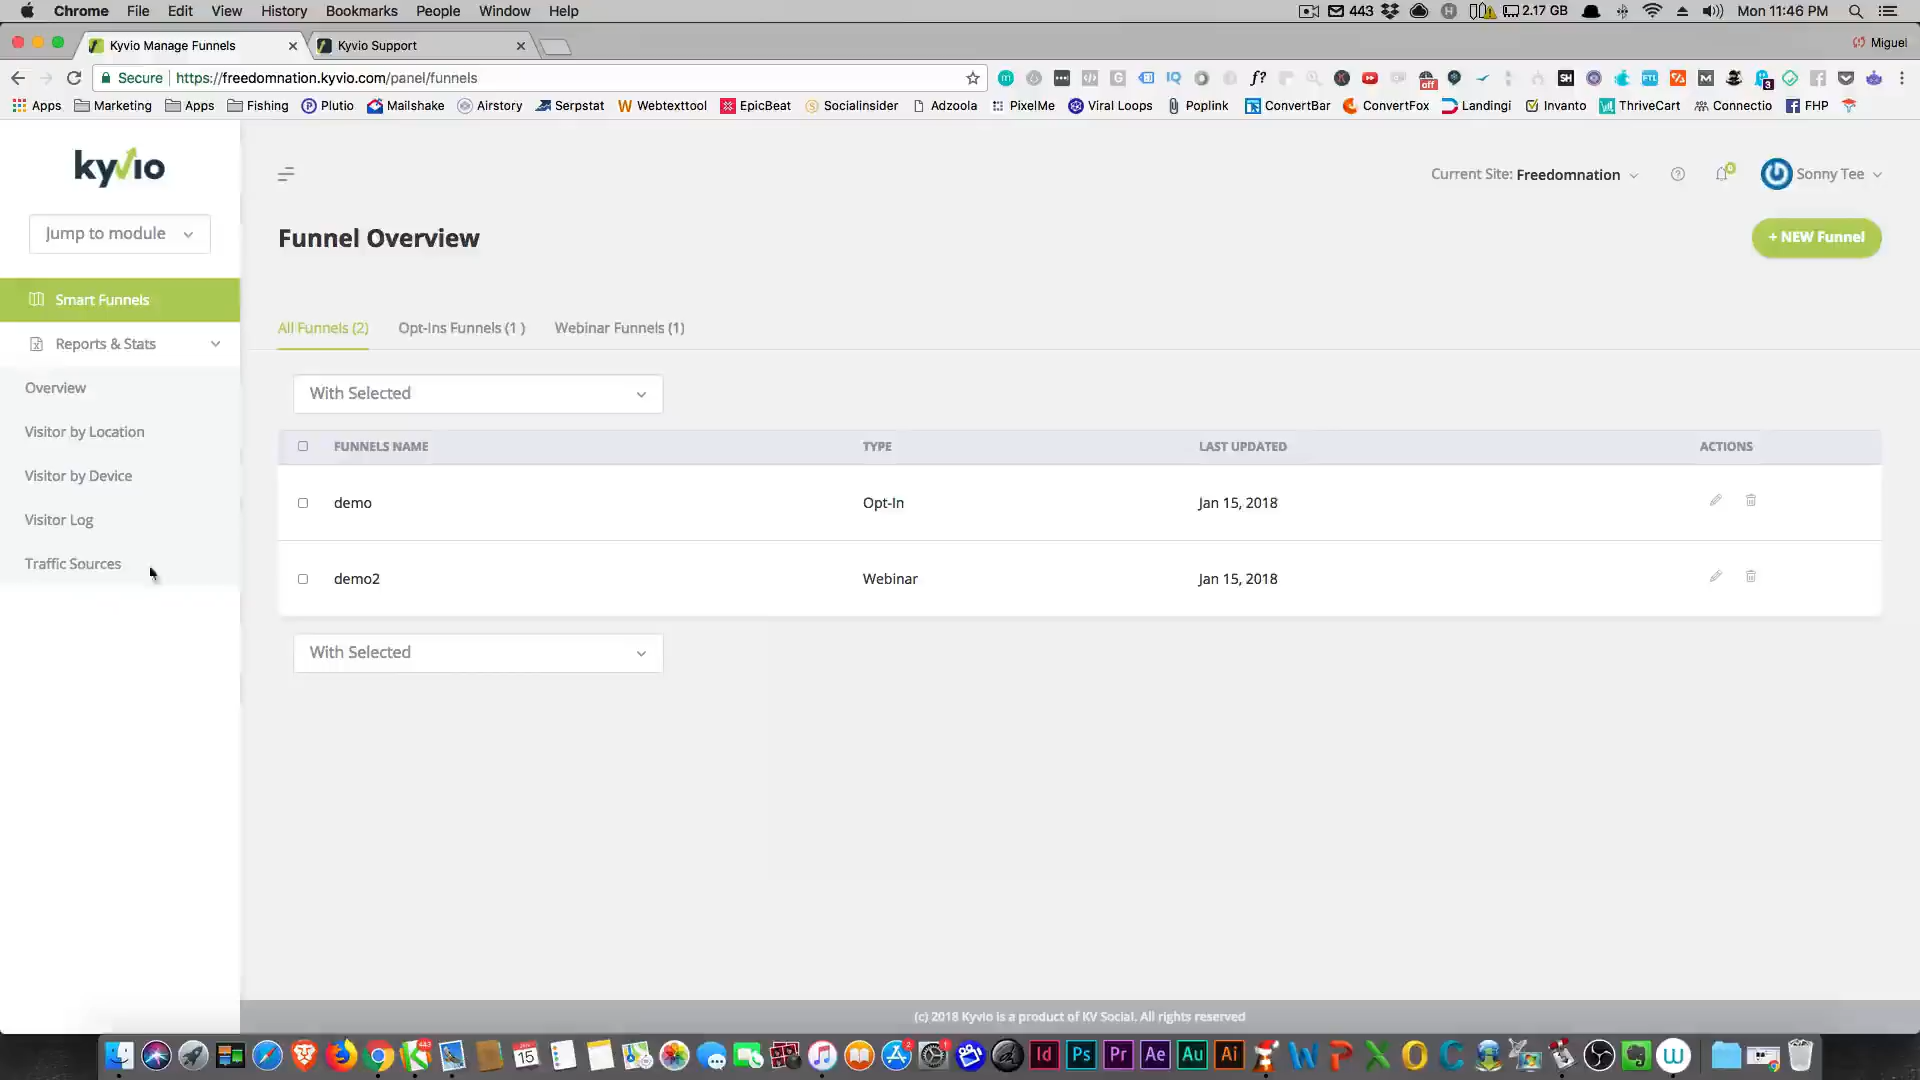 Chrome File Edit View History Bookmarks People Window Help 443 2.17 GB Mon 11:46 PM
Kyvio Manage Funnels Kyvio Support Miguel
Secure https://freedomnation.kyvio.com/panel/funnels
Apps Marketing Apps Fishing Plutio Mailshake Airstory Serpstat Webtexttool EpicBeat Socialinsider Adzoola PixelMe Viral Loops Poplink ConvertBar ConvertFox Landingi Invanto ThriveCart Connectio FHP
kyvio
Current Site: Freedomnation Sonny Tee
Jump to module
Funnel Overview
+ NEW Funnel
Smart Funnels
Reports & Stats
Overview
Visitor by Location
Visitor by Device
Visitor Log
Traffic Sources
All Funnels (2) Opt-Ins Funnels (1 ) Webinar Funnels (1)
With Selected
FUNNELS NAME TYPE LAST UPDATED ACTIONS
demo Opt-In Jan 15, 2018
demo2 Webinar Jan 15, 2018
With Selected
(c) 2018 Kyvio is a product of KV Social. All rights reserved